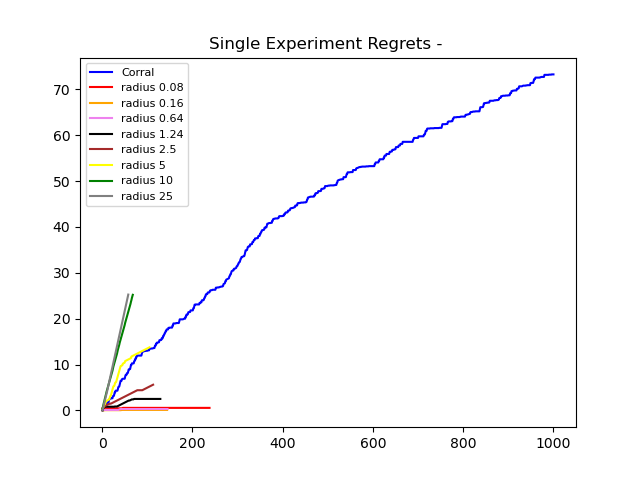 Single Experiment Regrets -
Corral
radius 0.08
radius 0.16
radius 0.64
radius 1.24
radius 2.5
radius 5
radius 10
radius 25
70
60
50
40
30
20
10
0
0 200 400 600 800 1000